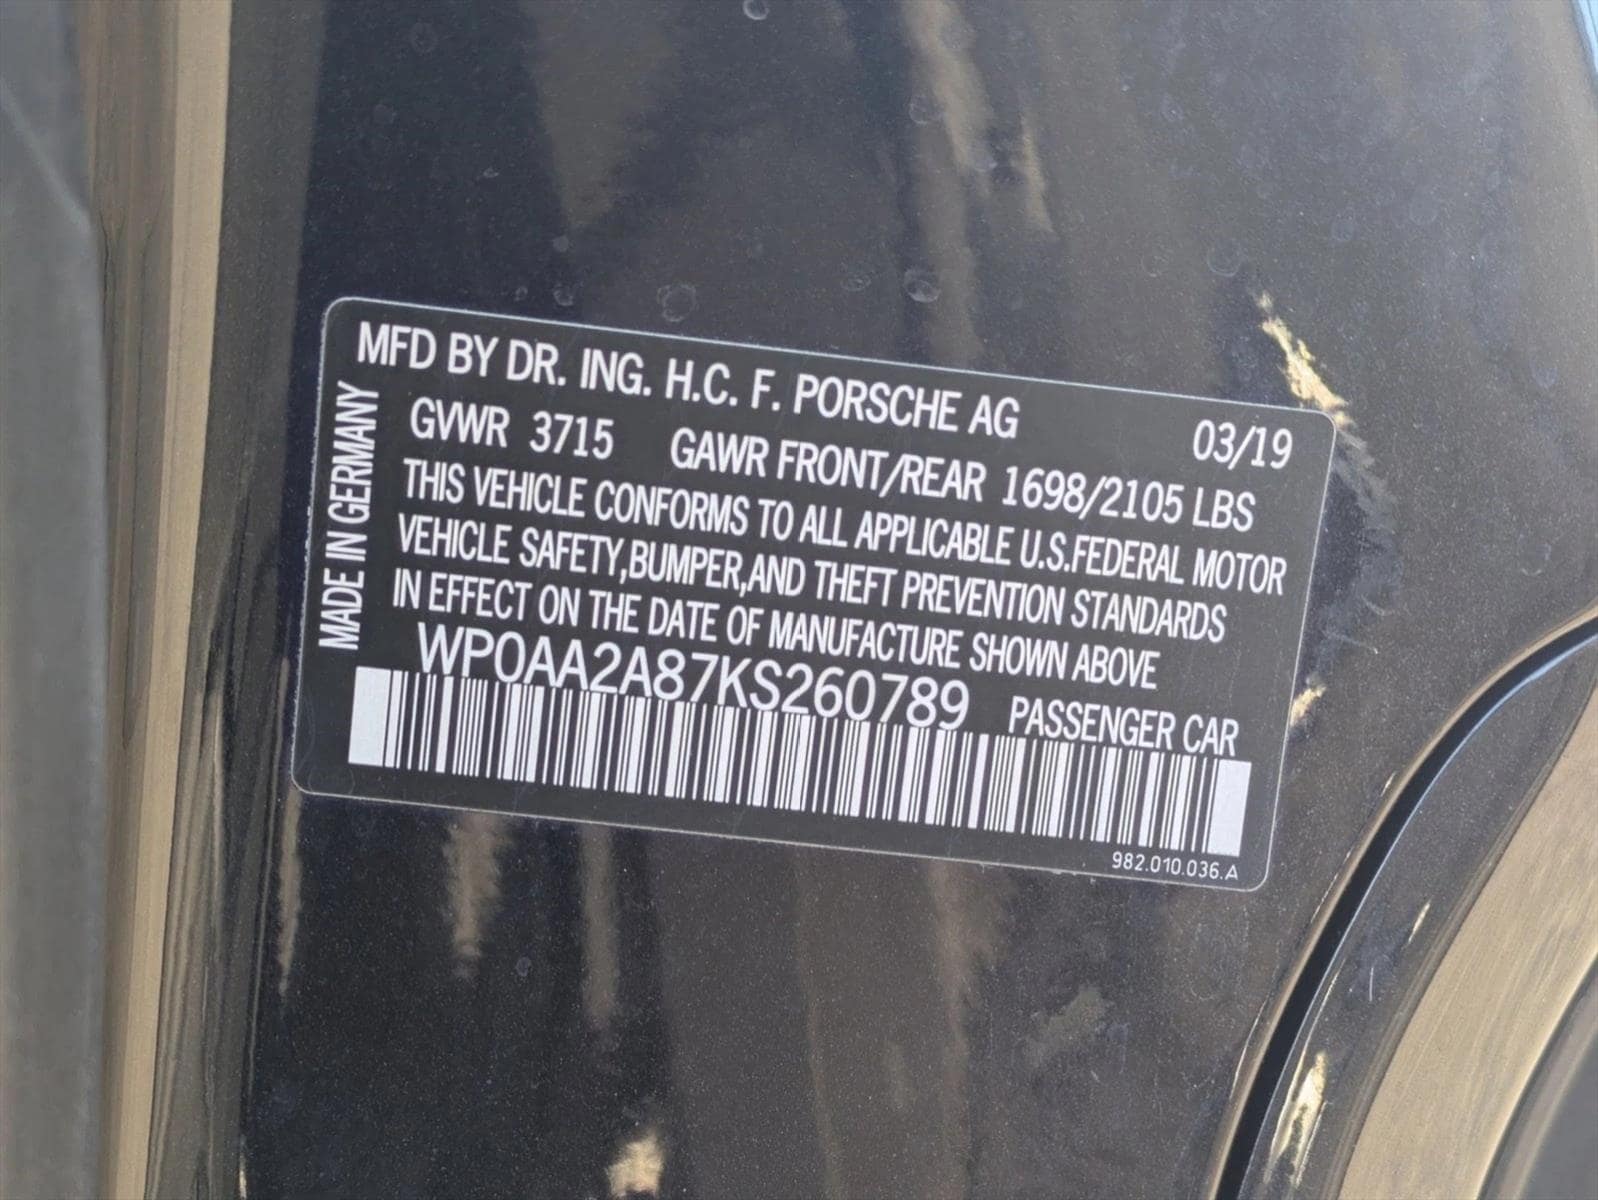 MFD BY DR. ING. H.C. F. PORSCHE AG 03/19
GVWR 3715 GAWR FRONT/REAR 1698/2105 LBS
THIS VEHICLE CONFORMS TO ALL APPLICABLE U.S.FEDERAL MOTOR
VEHICLE SAFETY,BUMPER,AND THEFT PREVENTION STANDARDS
IN EFFECT ON THE DATE OF MANUFACTURE SHOWN ABOVE
WP0AA2A87KS260789 PASSENGER CAR
982.010.036.A
MADE IN GERMANY